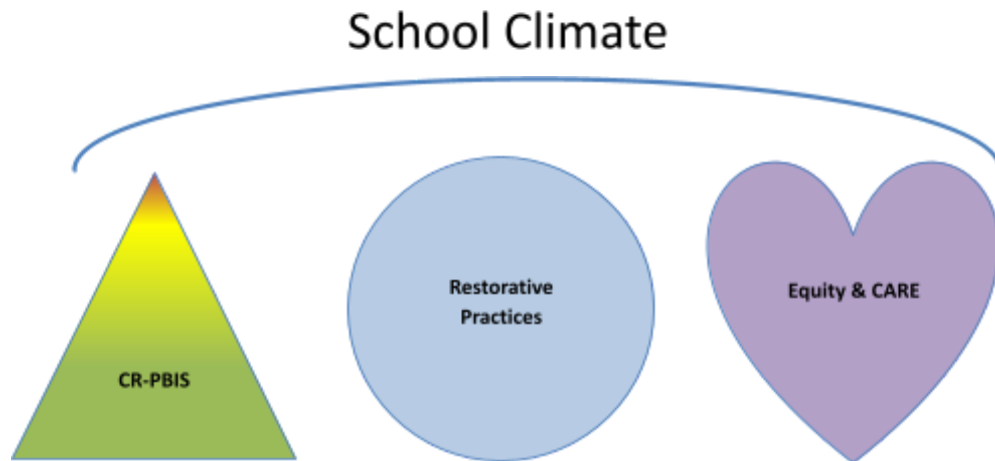 School Climate
CR-PBIS
Restorative
Practices
Equity & CARE